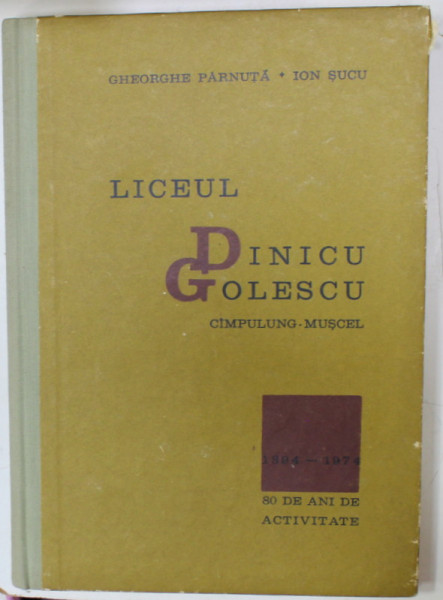 GHEORGHE PÂRNUȚĂ • ION ȘUCU
LICEUL
DINICU
GOLESCU
CÎMPULUNG-MUȘCEL
1894 — 1974
80 DE ANI DE
ACTIVITATE